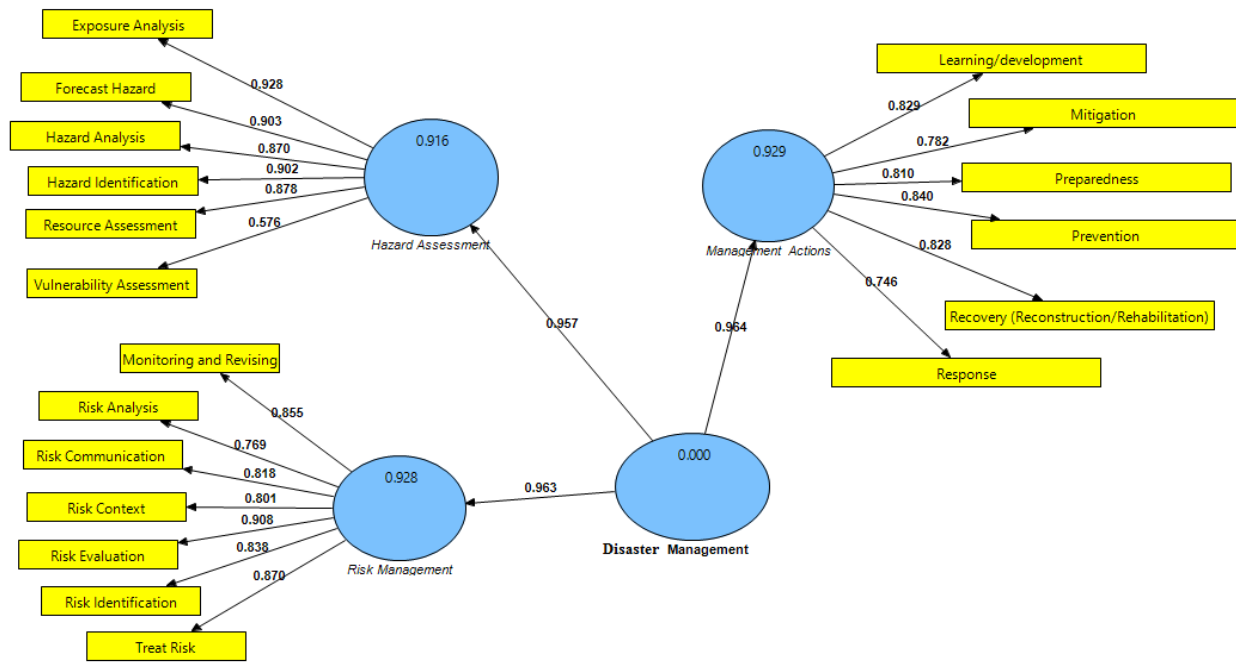 Exposure Analysis
0.928
Forecast Hazard
0.903
Hazard Analysis
0.870
Hazard Identification
0.902
Resource Assessment
0.878
Vulnerability Assessment
0.576
0.916
Hazard Assessment
Learning/development
0.829
Mitigation
0.782
Preparedness
0.810
Prevention
0.840
Recovery (Reconstruction/Rehabilitation)
0.828
Response
0.746
0.929
Management Actions
0.957
0.964
Monitoring and Revising
0.855
Risk Analysis
0.769
Risk Communication
0.818
Risk Context
0.801
Risk Evaluation
0.908
Risk Identification
0.838
Treat Risk
0.870
0.928
Risk Management
0.963
0.000
Disaster Management